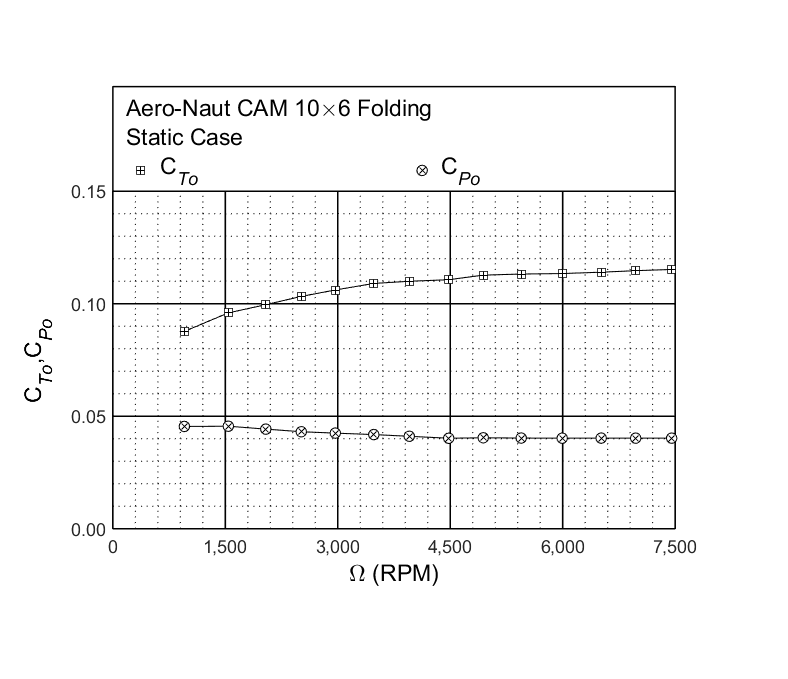 Aero-Naut CAM 10×6 Folding
Static Case
C_To C_Po
0.15
0.10
0.05
0.00
C_To, C_Po
0 1,500 3,000 4,500 6,000 7,500
Ω (RPM)